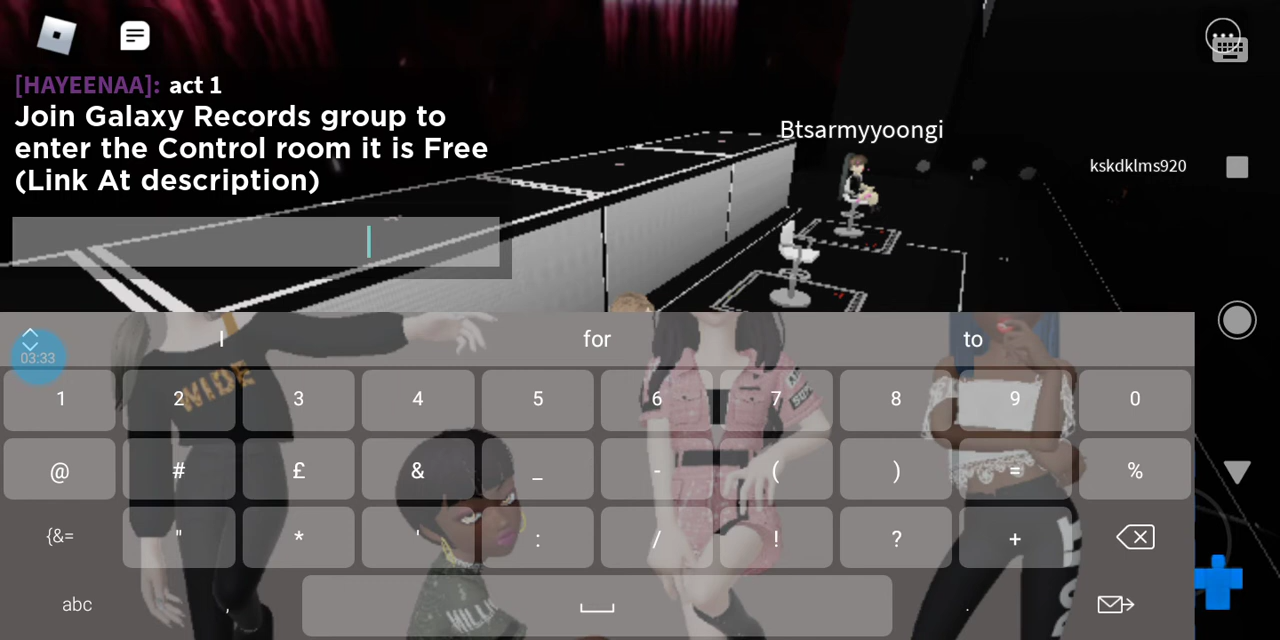 [HAYEENAA]: act 1
Join Galaxy Records group to
enter the Control room it is Free
(Link At description)
Btsarmyyoongi
kskdklms920
03:33
I for to
1 2 3 4 5 6 7 8 9 0
@ # £ & _ - ( ) = %
{&= " * ' : / ! ? +
abc , .
WIDE